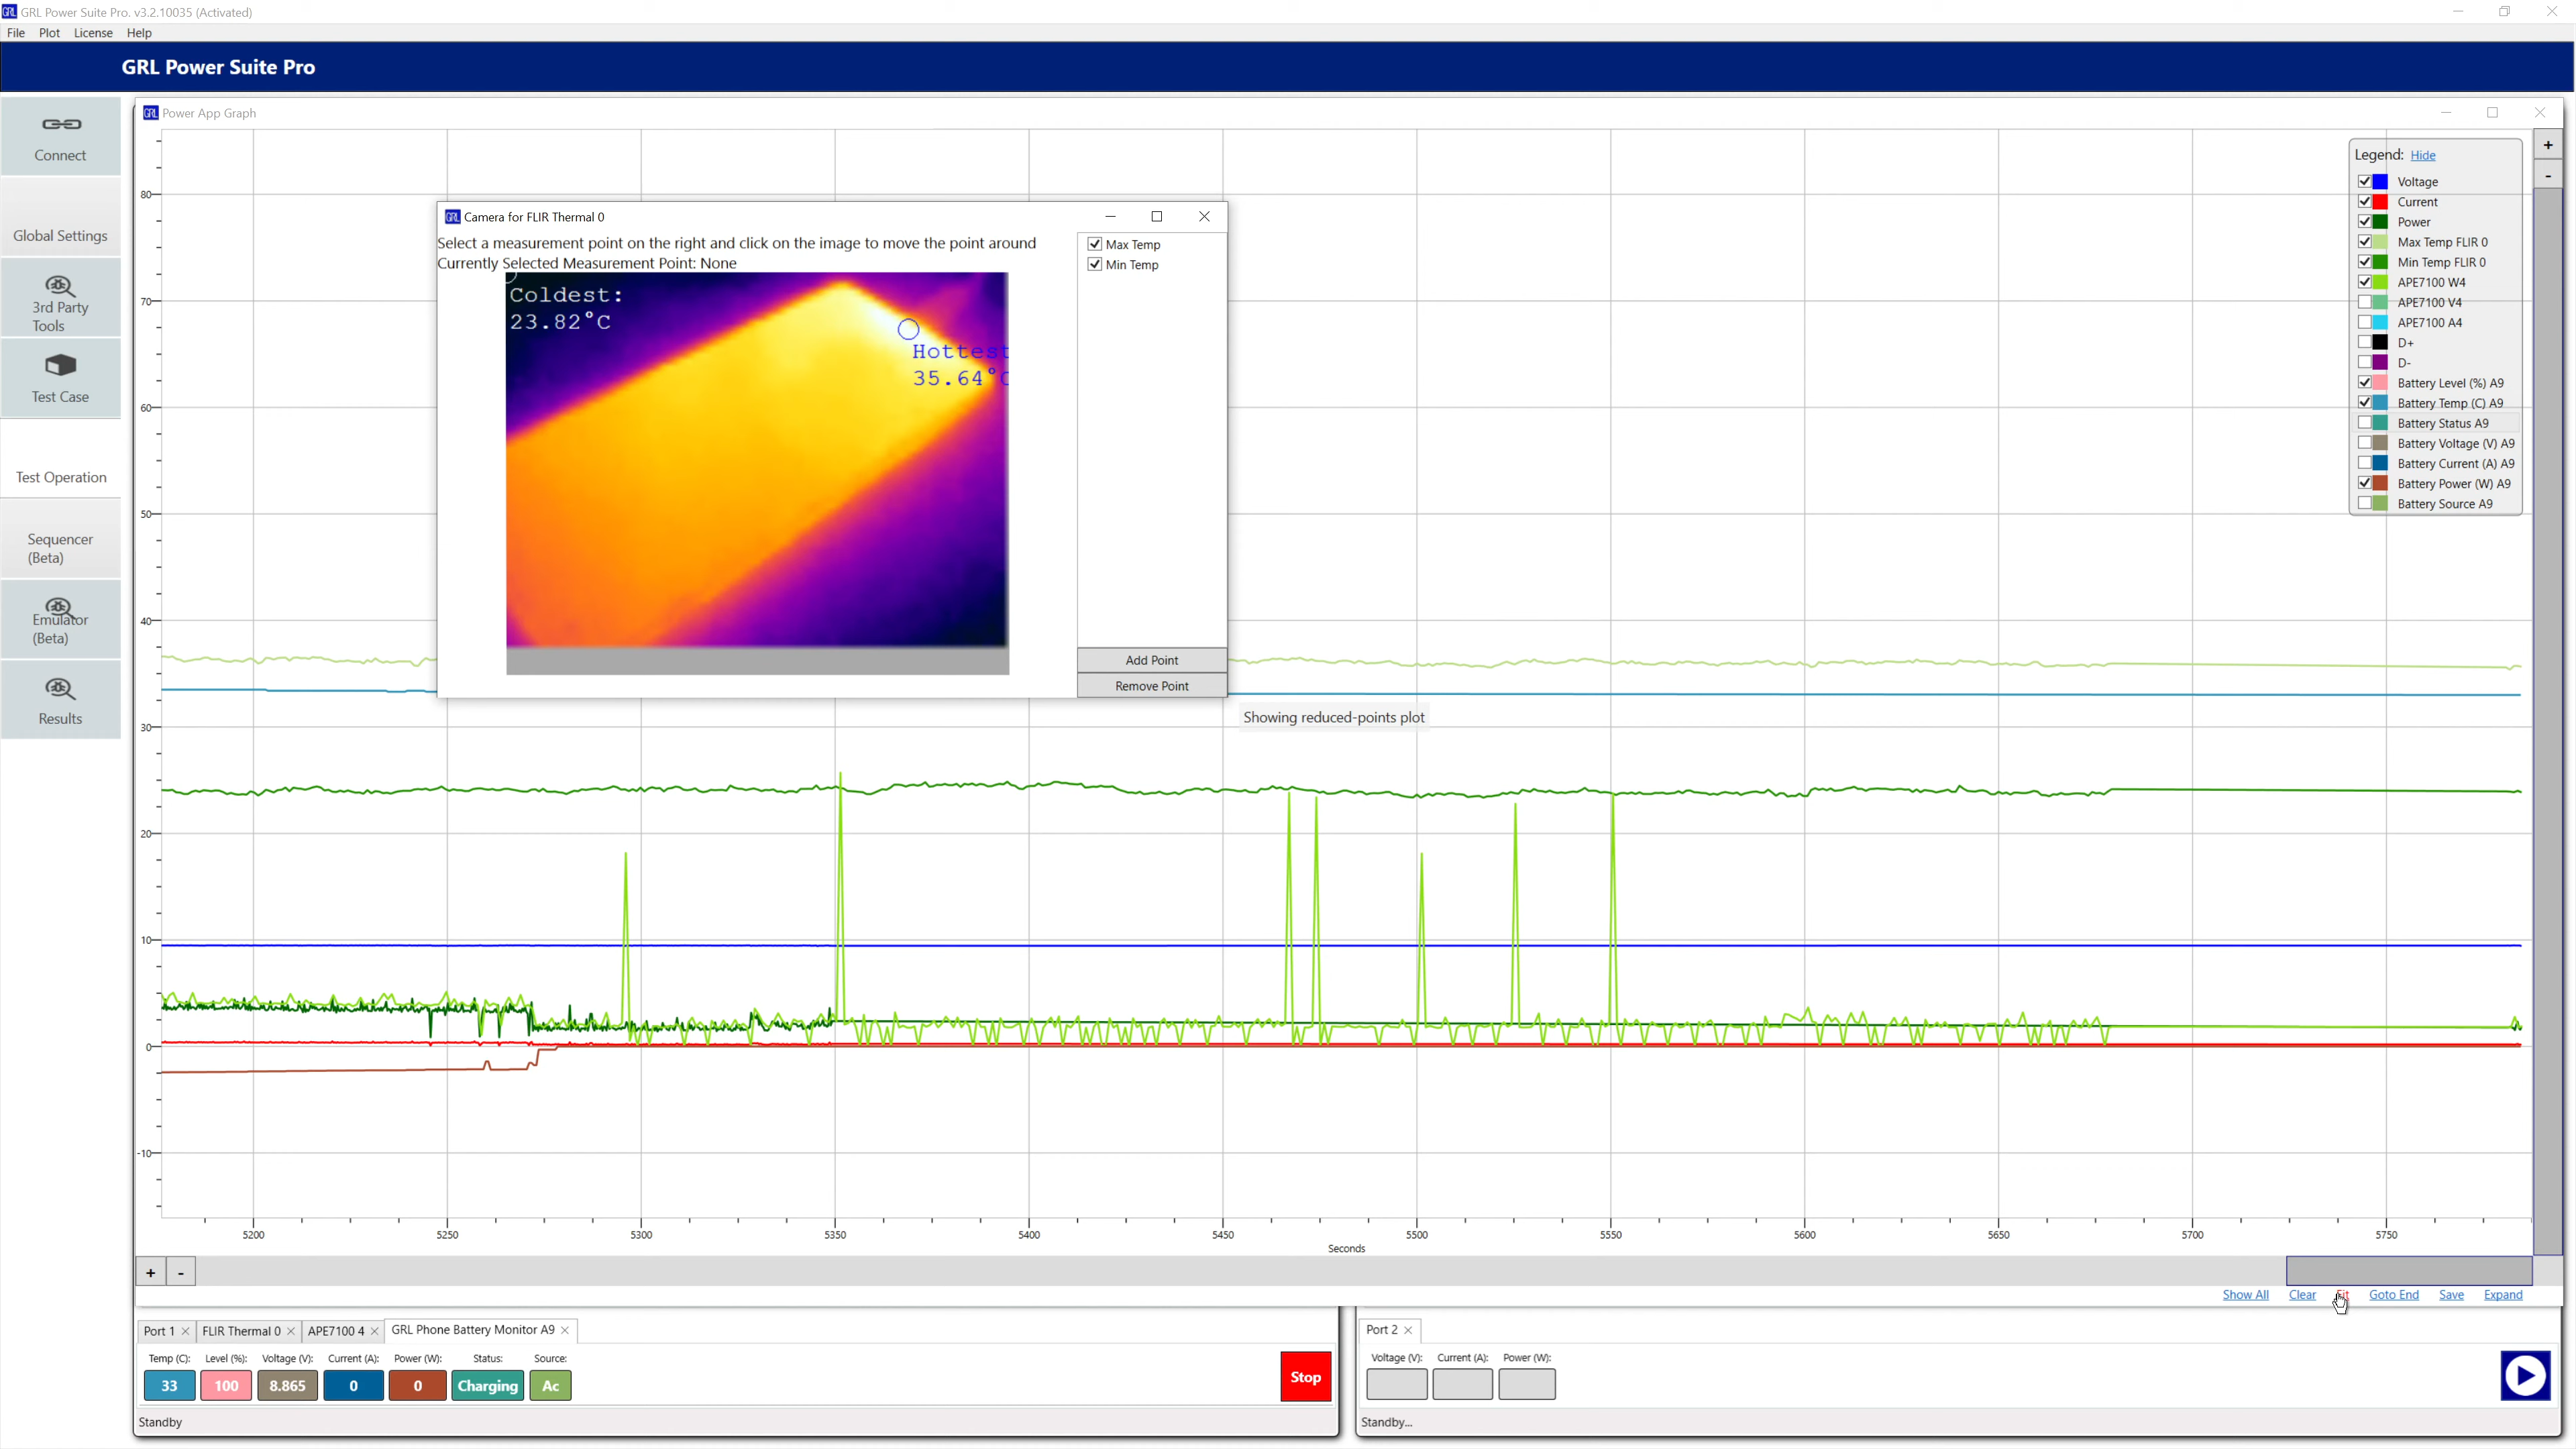 GRL GRL Power Suite Pro. v3.2.10035 (Activated)
File Plot License Help
GRL Power Suite Pro
Connect
Global Settings
3rd Party
Tools
Test Case
Test Operation
Sequencer
(Beta)
Emulator
(Beta)
Results
GRL Power App Graph
80
70
60
50
40
30
20
10
0
-10
GRL Camera for FLIR Thermal 0
Select a measurement point on the right and click on the image to move the point around
Currently Selected Measurement Point: None
Coldest:
23.82°C
Hottest
35.64°C
Max Temp
Min Temp
Add Point
Remove Point
Showing reduced-points plot
Legend: Hide
Voltage
Current
Power
Max Temp FLIR 0
Min Temp FLIR 0
APE7100 W4
APE7100 V4
APE7100 A4
D+
D-
Battery Level (%) A9
Battery Temp (C) A9
Battery Status A9
Battery Voltage (V) A9
Battery Current (A) A9
Battery Power (W) A9
Battery Source A9
+
-
5200 5250 5300 5350 5400 5450 5500 5550 5600 5650 5700 5750
Seconds
+ -
Show All Clear Fit Goto End Save Expand
Port 1 FLIR Thermal 0 APE7100 4 GRL Phone Battery Monitor A9
Temp (C): Level (%): Voltage (V): Current (A): Power (W): Status: Source:
33 100 8.865 0 0 Charging Ac
Stop
Standby
Port 2
Voltage (V): Current (A): Power (W):
Standby...